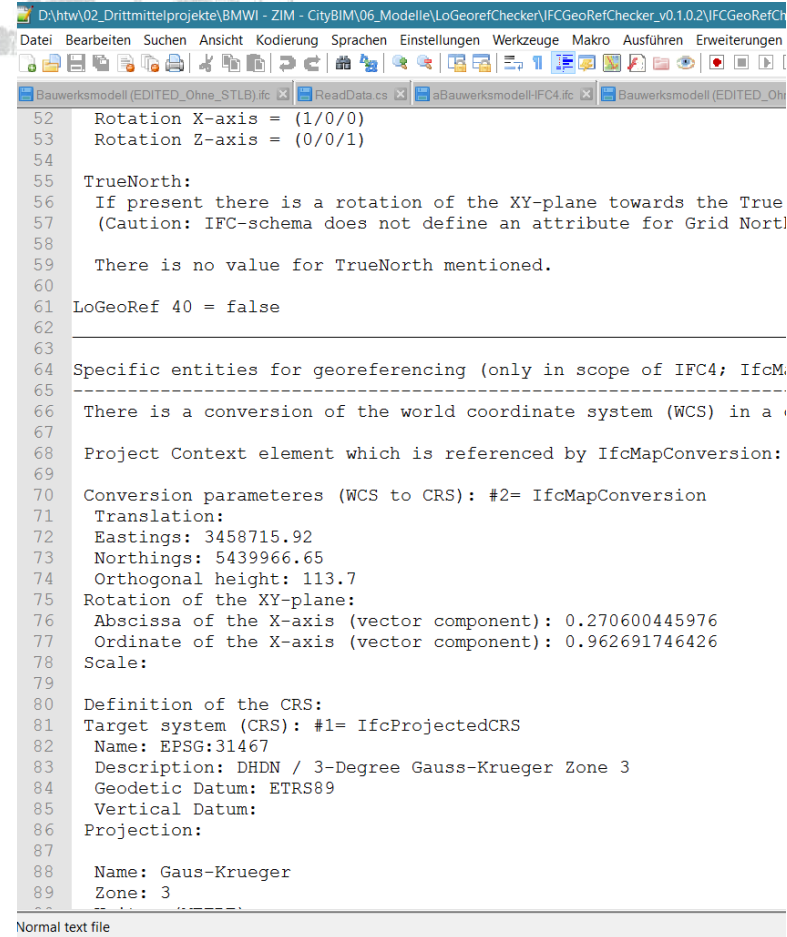 D:\htw\02_Drittmittelprojekte\BMWI - ZIM - CityBIM\06_Modelle\LoGeorefChecker\IFCGeoRefChecker_v0.1.0.2\IFCGeoRefCh
Datei Bearbeiten Suchen Ansicht Kodierung Sprachen Einstellungen Werkzeuge Makro Ausführen Erweiterungen
Bauwerksmodell (EDITED_Ohne_STLB).ifc ReadData.cs aBauwerksmodell-IFC4.ifc Bauwerksmodell (EDITED_Ohn
52 Rotation X-axis = (1/0/0)
53 Rotation Z-axis = (0/0/1)
54
55 TrueNorth:
56 If present there is a rotation of the XY-plane towards the True
57 (Caution: IFC-schema does not define an attribute for Grid North
58
59 There is no value for TrueNorth mentioned.
60
61 LoGeoRef 40 = false
62
63
64 Specific entities for georeferencing (only in scope of IFC4; IfcMa
65 ------------------------------------------------------------------
66 There is a conversion of the world coordinate system (WCS) in a
67
68 Project Context element which is referenced by IfcMapConversion:
69
70 Conversion parameteres (WCS to CRS): #2= IfcMapConversion
71 Translation:
72 Eastings: 3458715.92
73 Northings: 5439966.65
74 Orthogonal height: 113.7
75 Rotation of the XY-plane:
76 Abscissa of the X-axis (vector component): 0.270600445976
77 Ordinate of the X-axis (vector component): 0.962691746426
78 Scale:
79
80 Definition of the CRS:
81 Target system (CRS): #1= IfcProjectedCRS
82 Name: EPSG:31467
83 Description: DHDN / 3-Degree Gauss-Krueger Zone 3
84 Geodetic Datum: ETRS89
85 Vertical Datum:
86 Projection:
87
88 Name: Gaus-Krueger
89 Zone: 3
Normal text file